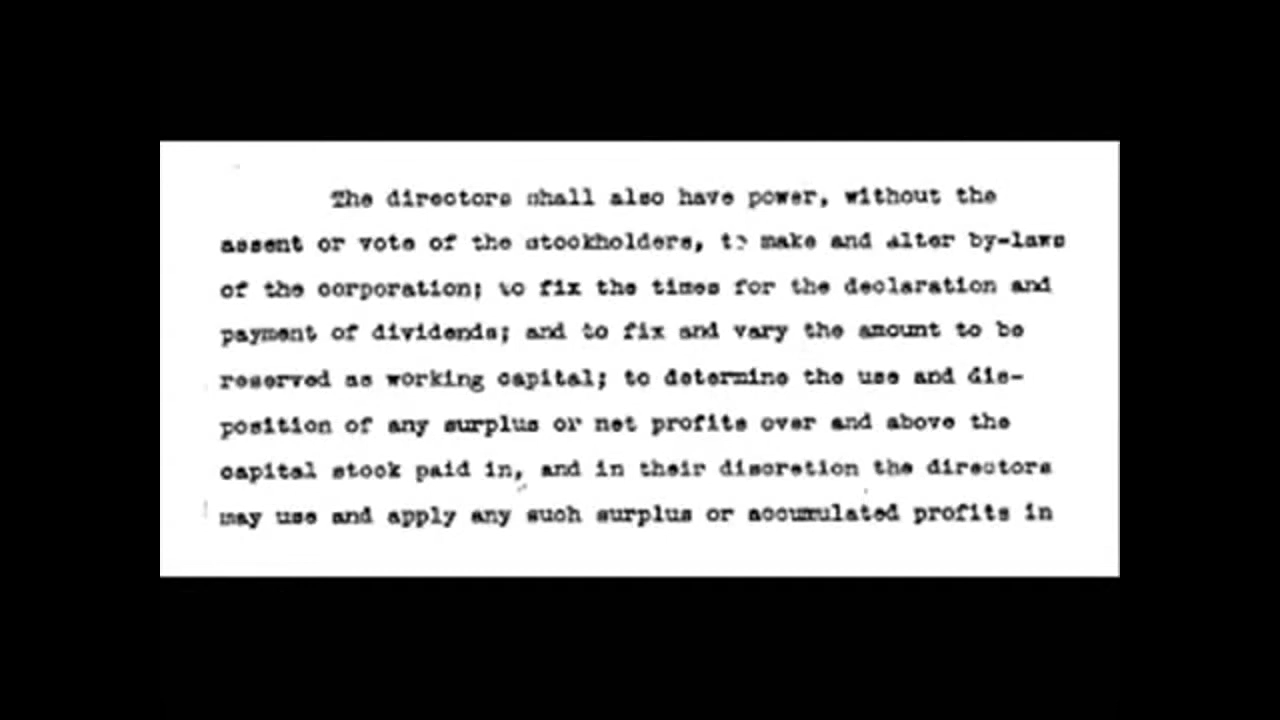 The directors shall also have power, without the
assent or vote of the stockholders, to make and alter by-laws
of the corporation; to fix the times for the declaration and
payment of dividends; and to fix and vary the amount to be
reserved as working capital; to determine the use and dis-
position of any surplus or net profits over and above the
capital stock paid in, and in their discretion the directors
may use and apply any such surplus or accumulated profits in